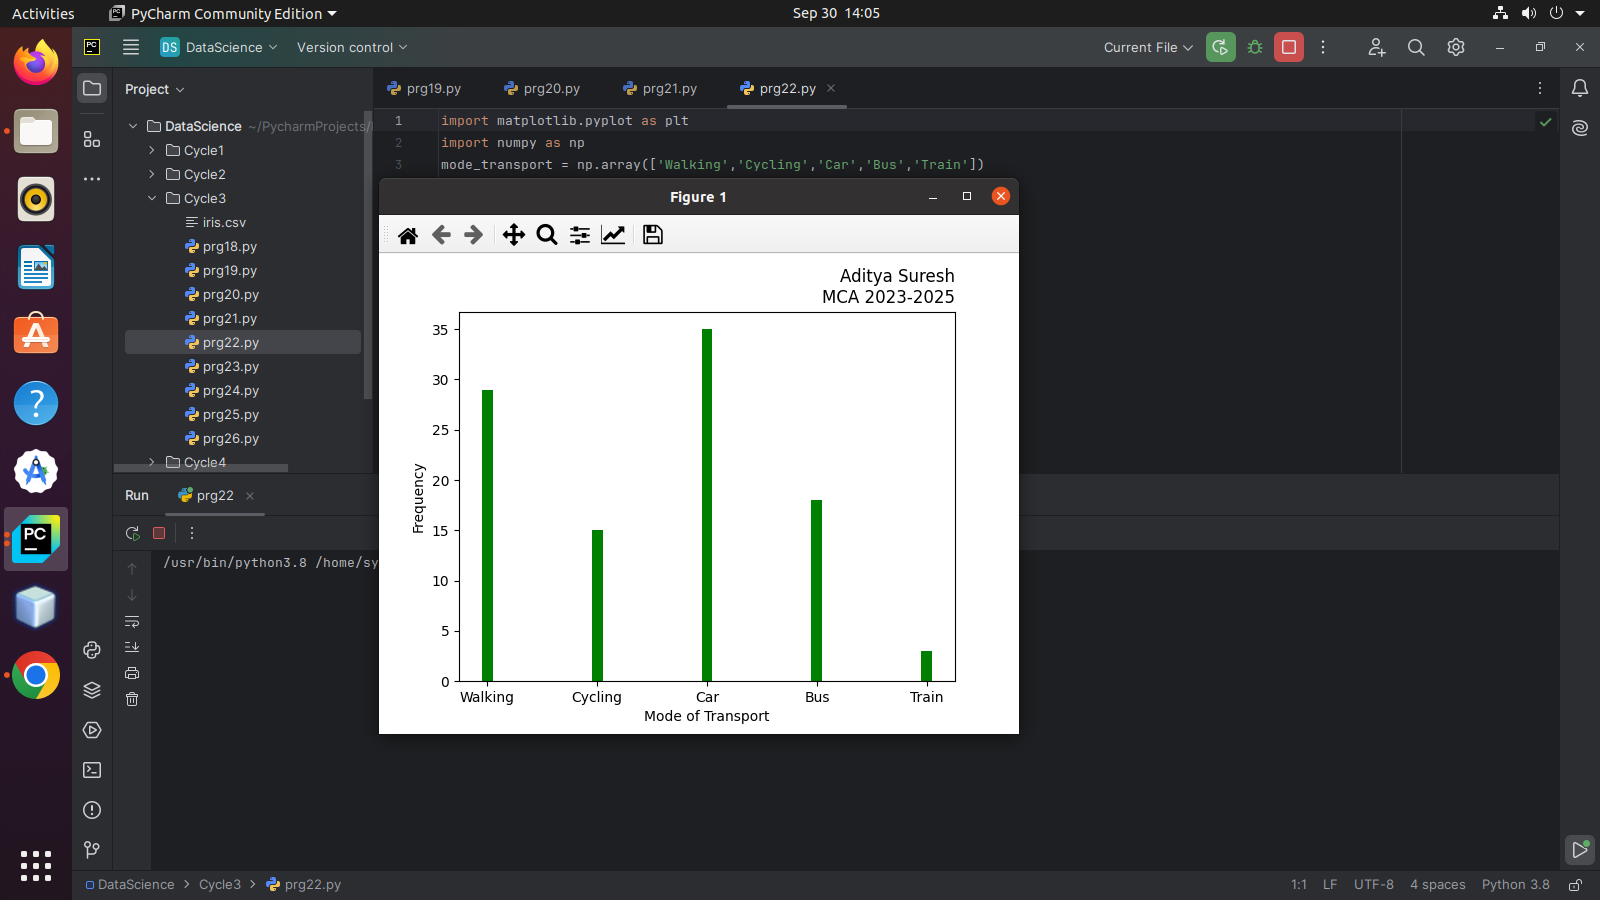 Activities
PyCharm Community Edition
Sep 30 14:05
PC
DS DataScience
Version control
Current File
Project
prg19.py
prg20.py
prg21.py
prg22.py
DataScience ~/PycharmProjects/
Cycle1
Cycle2
Cycle3
iris.csv
prg18.py
prg19.py
prg20.py
prg21.py
prg22.py
prg23.py
prg24.py
prg25.py
prg26.py
Cycle4
1 import matplotlib.pyplot as plt
2 import numpy as np
3 mode_transport = np.array(['Walking','Cycling','Car','Bus','Train'])
Figure 1
Aditya Suresh
MCA 2023-2025
35
30
25
20
15
10
5
0
Frequency
Walking Cycling Car Bus Train
Mode of Transport
Run
prg22
/usr/bin/python3.8 /home/sy
PC
DataScience > Cycle3 > prg22.py
1:1 LF UTF-8 4 spaces Python 3.8